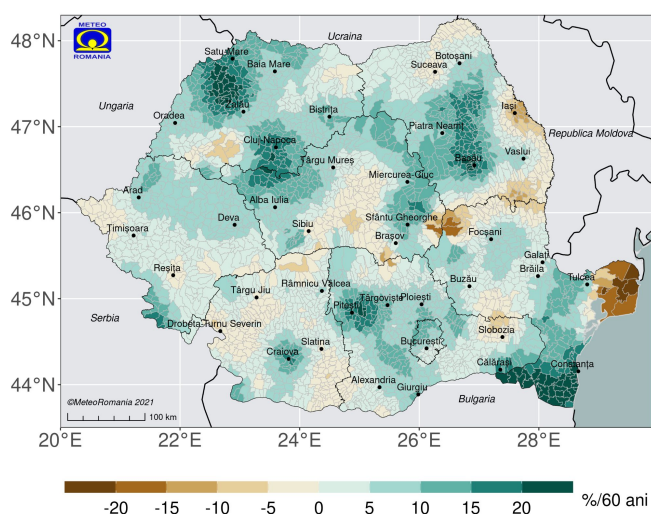 METEO
ROMANIA
48°N
47°N
46°N
45°N
44°N
Ucraina
Satu Mare
Baia Mare
Botoșani
Suceava
Ungaria
Zalău
Oradea
Bistrița
Iași
Piatra Neamț
Republica Moldova
Cluj-Napoca
Târgu Mureș
Bacău
Vaslui
Miercurea-Ciuc
Arad
Alba Iulia
Deva
Sibiu
Sfântu Gheorghe
Brașov
Focșani
Timișoara
Reșița
Galați
Brăila
Tulcea
Târgu Jiu
Râmnicu Vâlcea
Buzău
Târgoviște
Ploiești
Pitești
Serbia
Drobeta Turnu Severin
Slatina
Slobozia
București
Craiova
Călărași
Constanța
Alexandria
Giurgiu
Bulgaria
©MeteoRomania 2021
100 km
20°E
22°E
24°E
26°E
28°E
-20 -15 -10 -5 0 5 10 15 20 %/60 ani